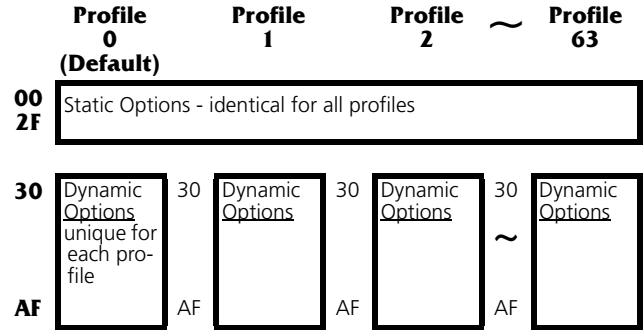 Profile 0 (Default)
Profile 1
Profile 2
~
Profile 63
00
2F
Static Options - identical for all profiles
30
Dynamic
Options
unique for
each pro-
file
AF
30
AF
Dynamic
Options
30
AF
Dynamic
Options
30
~
AF
Dynamic
Options